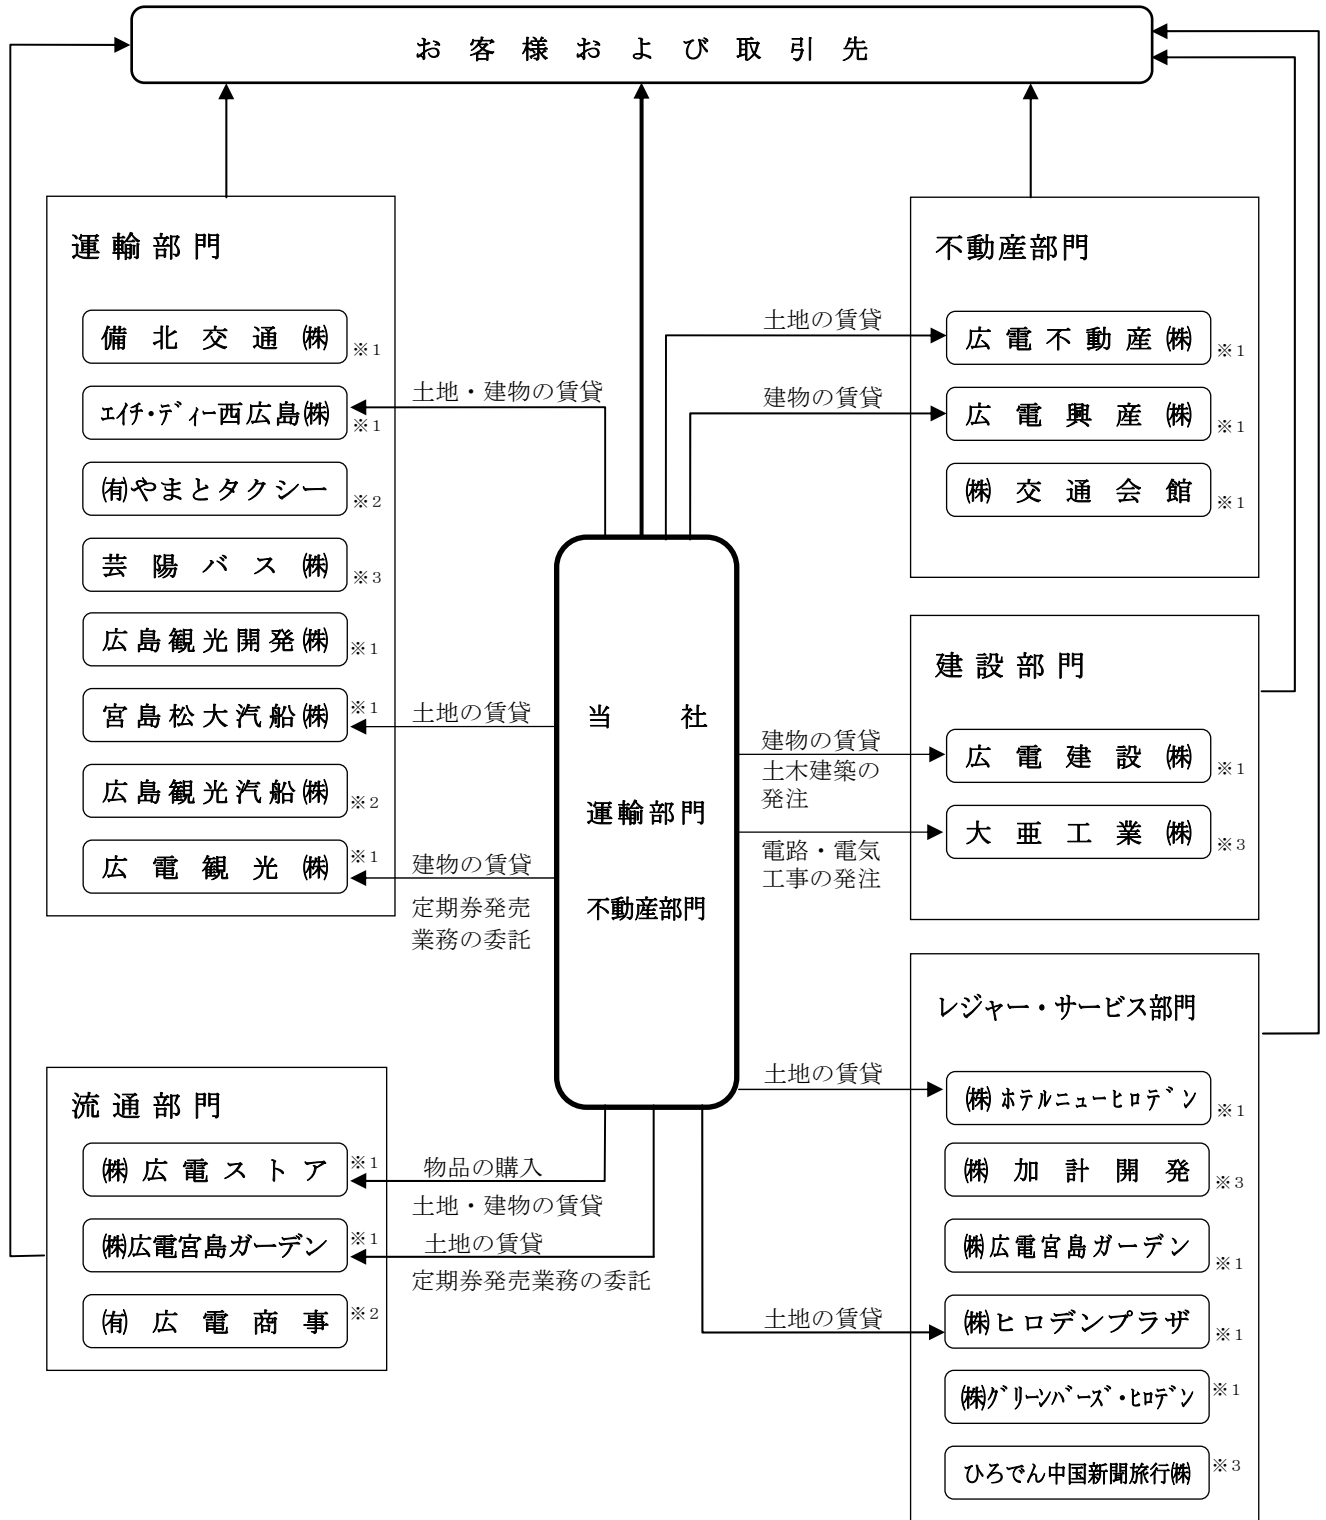 お客様および取引先
運輸部門
備北交通㈱ ※1
エイチ・ディー西広島㈱ ※1
㈲やまとタクシー ※2
芸陽バス㈱ ※3
広島観光開発㈱ ※1
宮島松大汽船㈱ ※1
広島観光汽船㈱ ※2
広電観光㈱ ※1
土地・建物の賃貸
土地の賃貸
建物の賃貸
定期券発売
業務の委託
流通部門
㈱広電ストア ※1
㈱広電宮島ガーデン ※1
㈲広電商事 ※2
物品の購入
土地・建物の賃貸
土地の賃貸
定期券発売業務の委託
当社
運輸部門
不動産部門
土地の賃貸
建物の賃貸
不動産部門
広電不動産㈱ ※1
広電興産㈱ ※1
㈱交通会館 ※1
建物の賃貸
土木建築の
発注
電路・電気
工事の発注
建設部門
広電建設㈱ ※1
大亜工業㈱ ※3
土地の賃貸
土地の賃貸
レジャー・サービス部門
㈱ホテルニューヒロデン ※1
㈱加計開発 ※3
㈱広電宮島ガーデン ※1
㈱ヒロデンプラザ ※1
㈱グリーンバーズ・ヒロデン ※1
ひろでん中国新聞旅行㈱ ※3